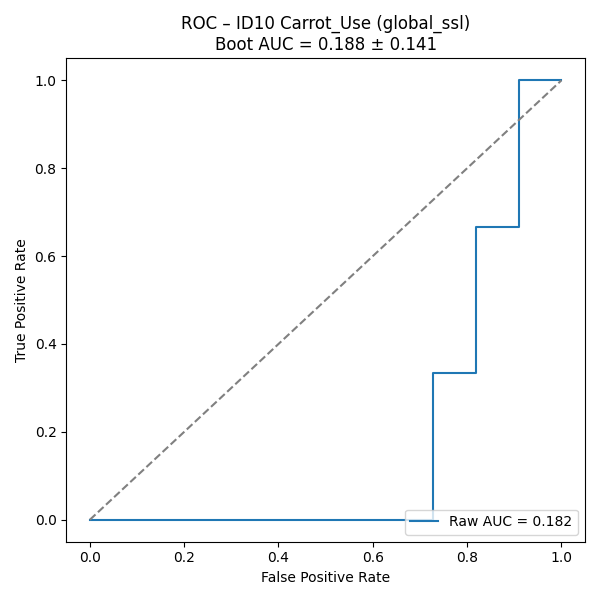 ROC – ID10 Carrot_Use (global_ssl)
Boot AUC = 0.188 ± 0.141
True Positive Rate
1.0
0.8
0.6
0.4
0.2
0.0
Raw AUC = 0.182
0.0 0.2 0.4 0.6 0.8 1.0
False Positive Rate